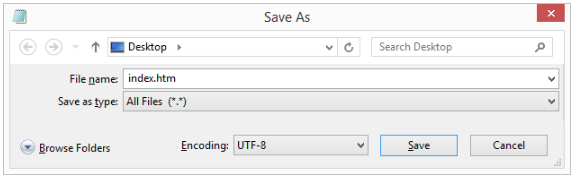 Save As
Desktop
Search Desktop
File name: index.htm
Save as type: All Files (*.*)
Browse Folders Encoding: UTF-8 Save Cancel